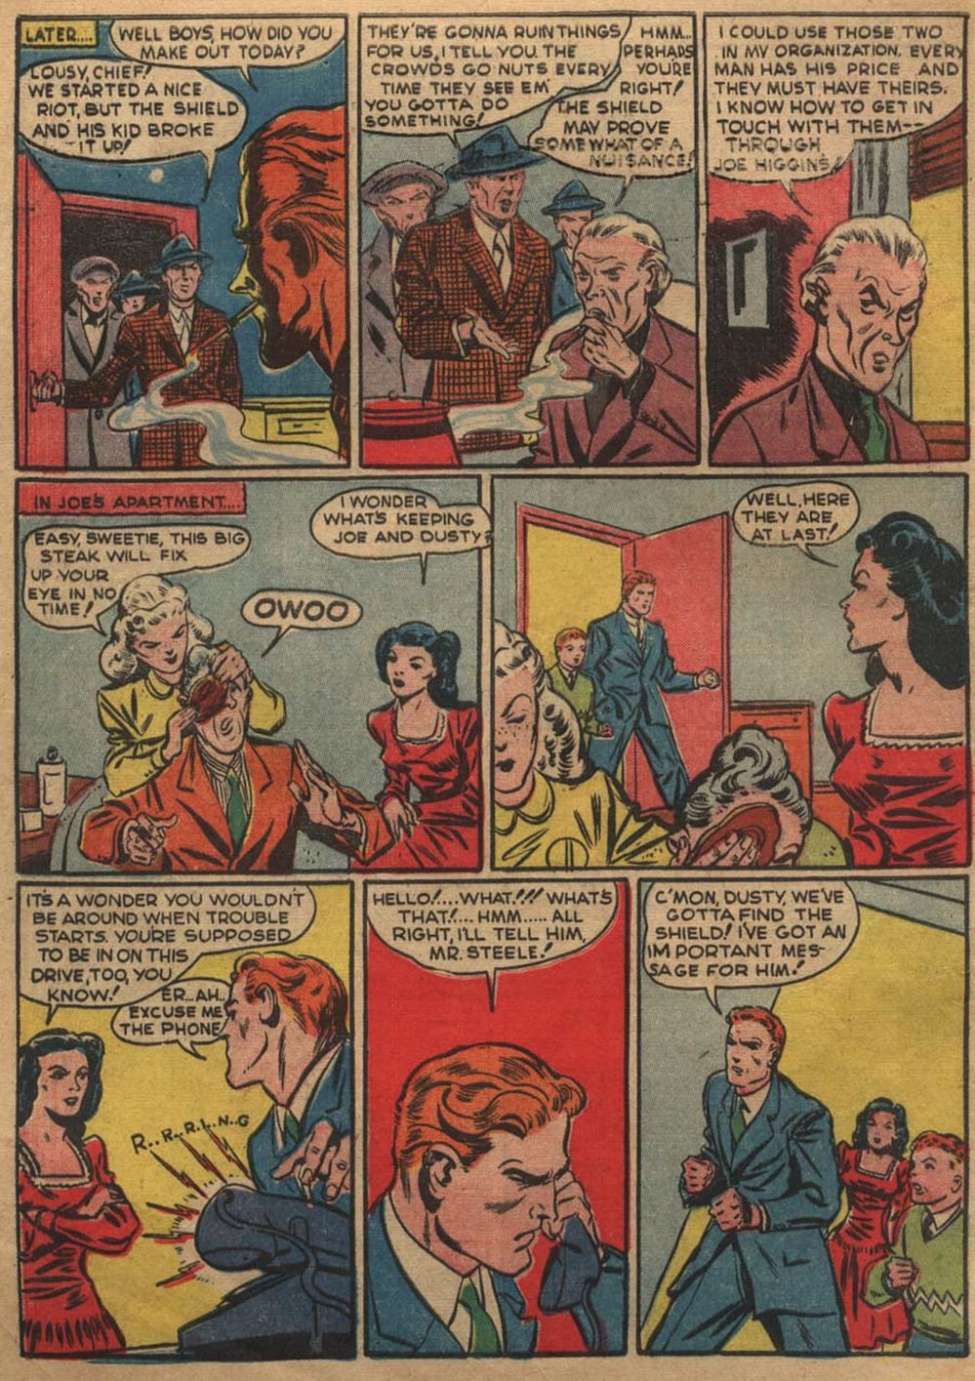 LATER....
WELL BOYS, HOW DID YOU
MAKE OUT TODAY?
LOUSY, CHIEF!
WE STARTED A NICE
RIOT, BUT THE SHIELD
AND HIS KID BROKE
IT UP!
THEY'RE GONNA RUIN THINGS
FOR US, I TELL YOU THE
CROWDS GO NUTS EVERY
TIME THEY SEE EM'
YOU GOTTA DO
SOMETHING!
HMM...
PERHAPS
YOU'RE
RIGHT!
THE SHIELD
MAY PROVE
SOMEWHAT OF A
NUISANCE!
I COULD USE THOSE TWO
IN MY ORGANIZATION. EVERY
MAN HAS HIS PRICE AND
THEY MUST HAVE THEIRS.
I KNOW HOW TO GET IN
TOUCH WITH THEM--
THROUGH
JOE HIGGINS!
IN JOE'S APARTMENT....
EASY, SWEETIE, THIS BIG
STEAK WILL FIX
UP YOUR
EYE IN NO
TIME!
OWOO
I WONDER
WHAT'S KEEPING
JOE AND DUSTY?
WELL, HERE
THEY ARE
AT LAST!
IT'S A WONDER YOU WOULDN'T
BE AROUND WHEN TROUBLE
STARTS. YOU'RE SUPPOSED
TO BE IN ON THIS
DRIVE, TOO, YOU
KNOW!
ER..AH..
EXCUSE ME
THE PHONE
R..R..R.I..N..G
HELLO!....WHAT.!!! WHAT'S
THAT!... HMM..... ALL
RIGHT, I'LL TELL HIM,
MR. STEELE!
C'MON, DUSTY, WE'VE
GOTTA FIND THE
SHIELD! I'VE GOT AN
IMPORTANT MES-
SAGE FOR HIM!